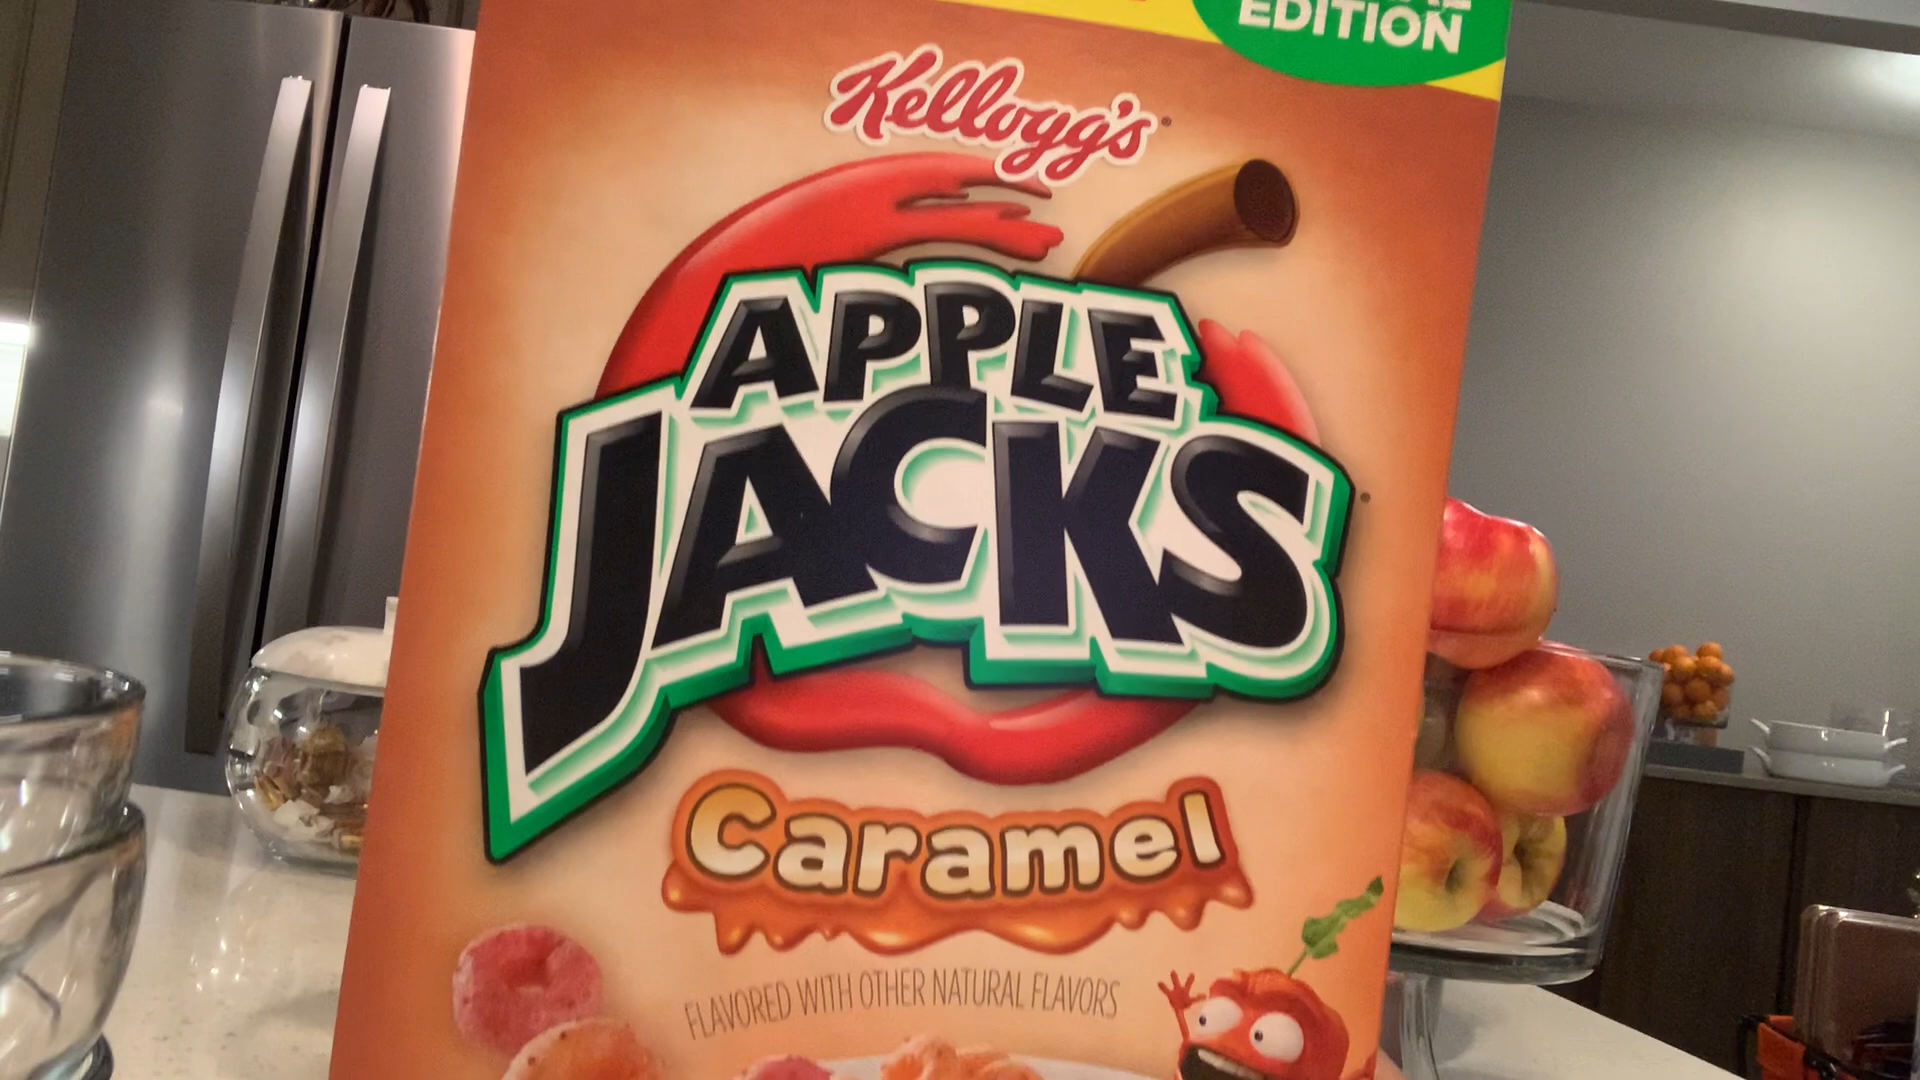 EDITION
Kellogg's
APPLE
JACKS
Caramel
FLAVORED WITH OTHER NATURAL FLAVORS